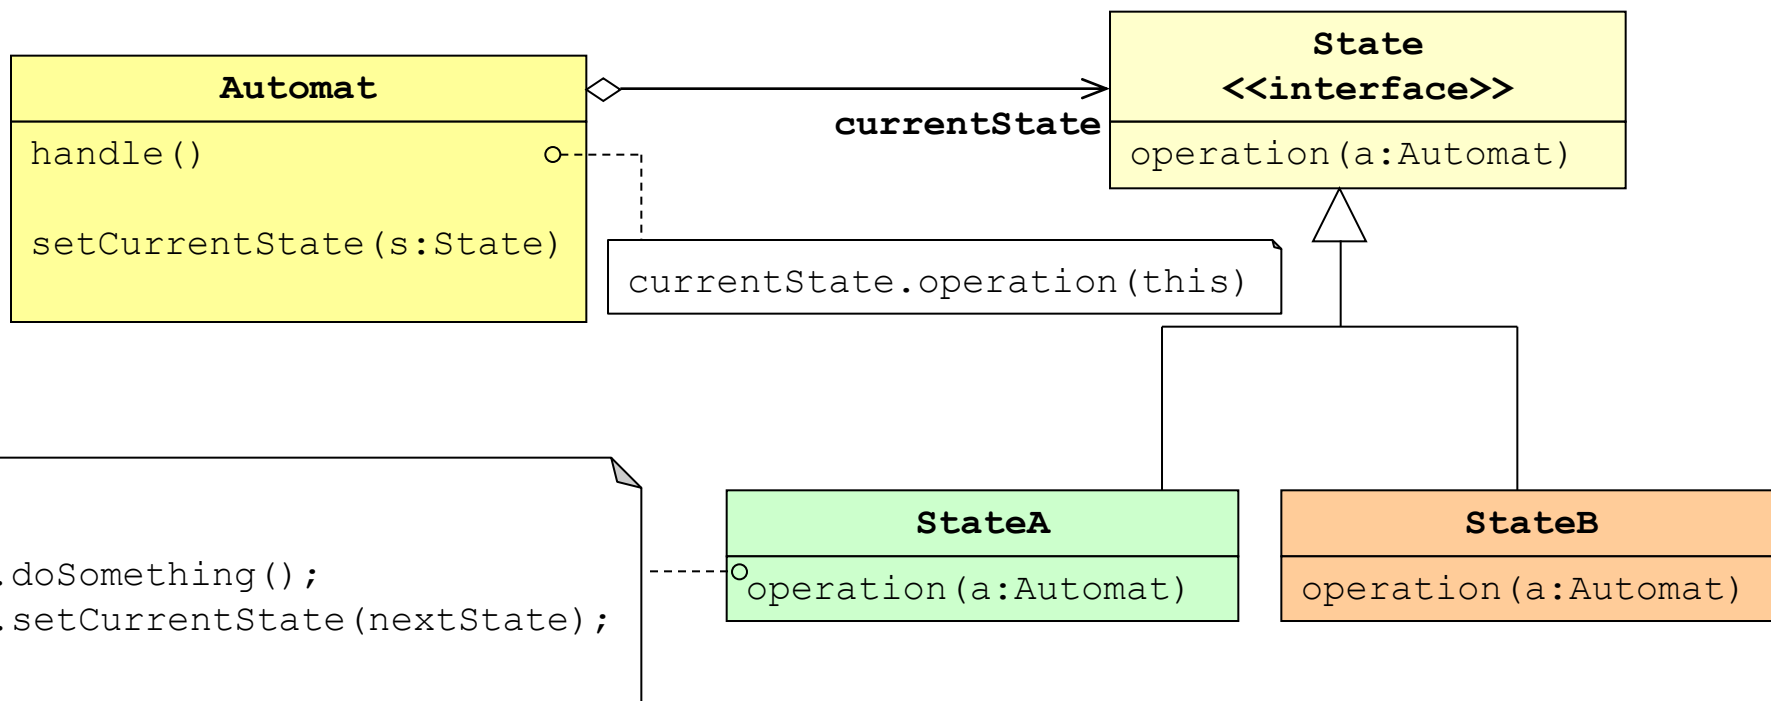 Automat
handle()
setCurrentState(s:State)
currentState
State
<<interface>>
operation(a:Automat)
currentState.operation(this)
.doSomething();
.setCurrentState(nextState);
StateA
operation(a:Automat)
StateB
operation(a:Automat)